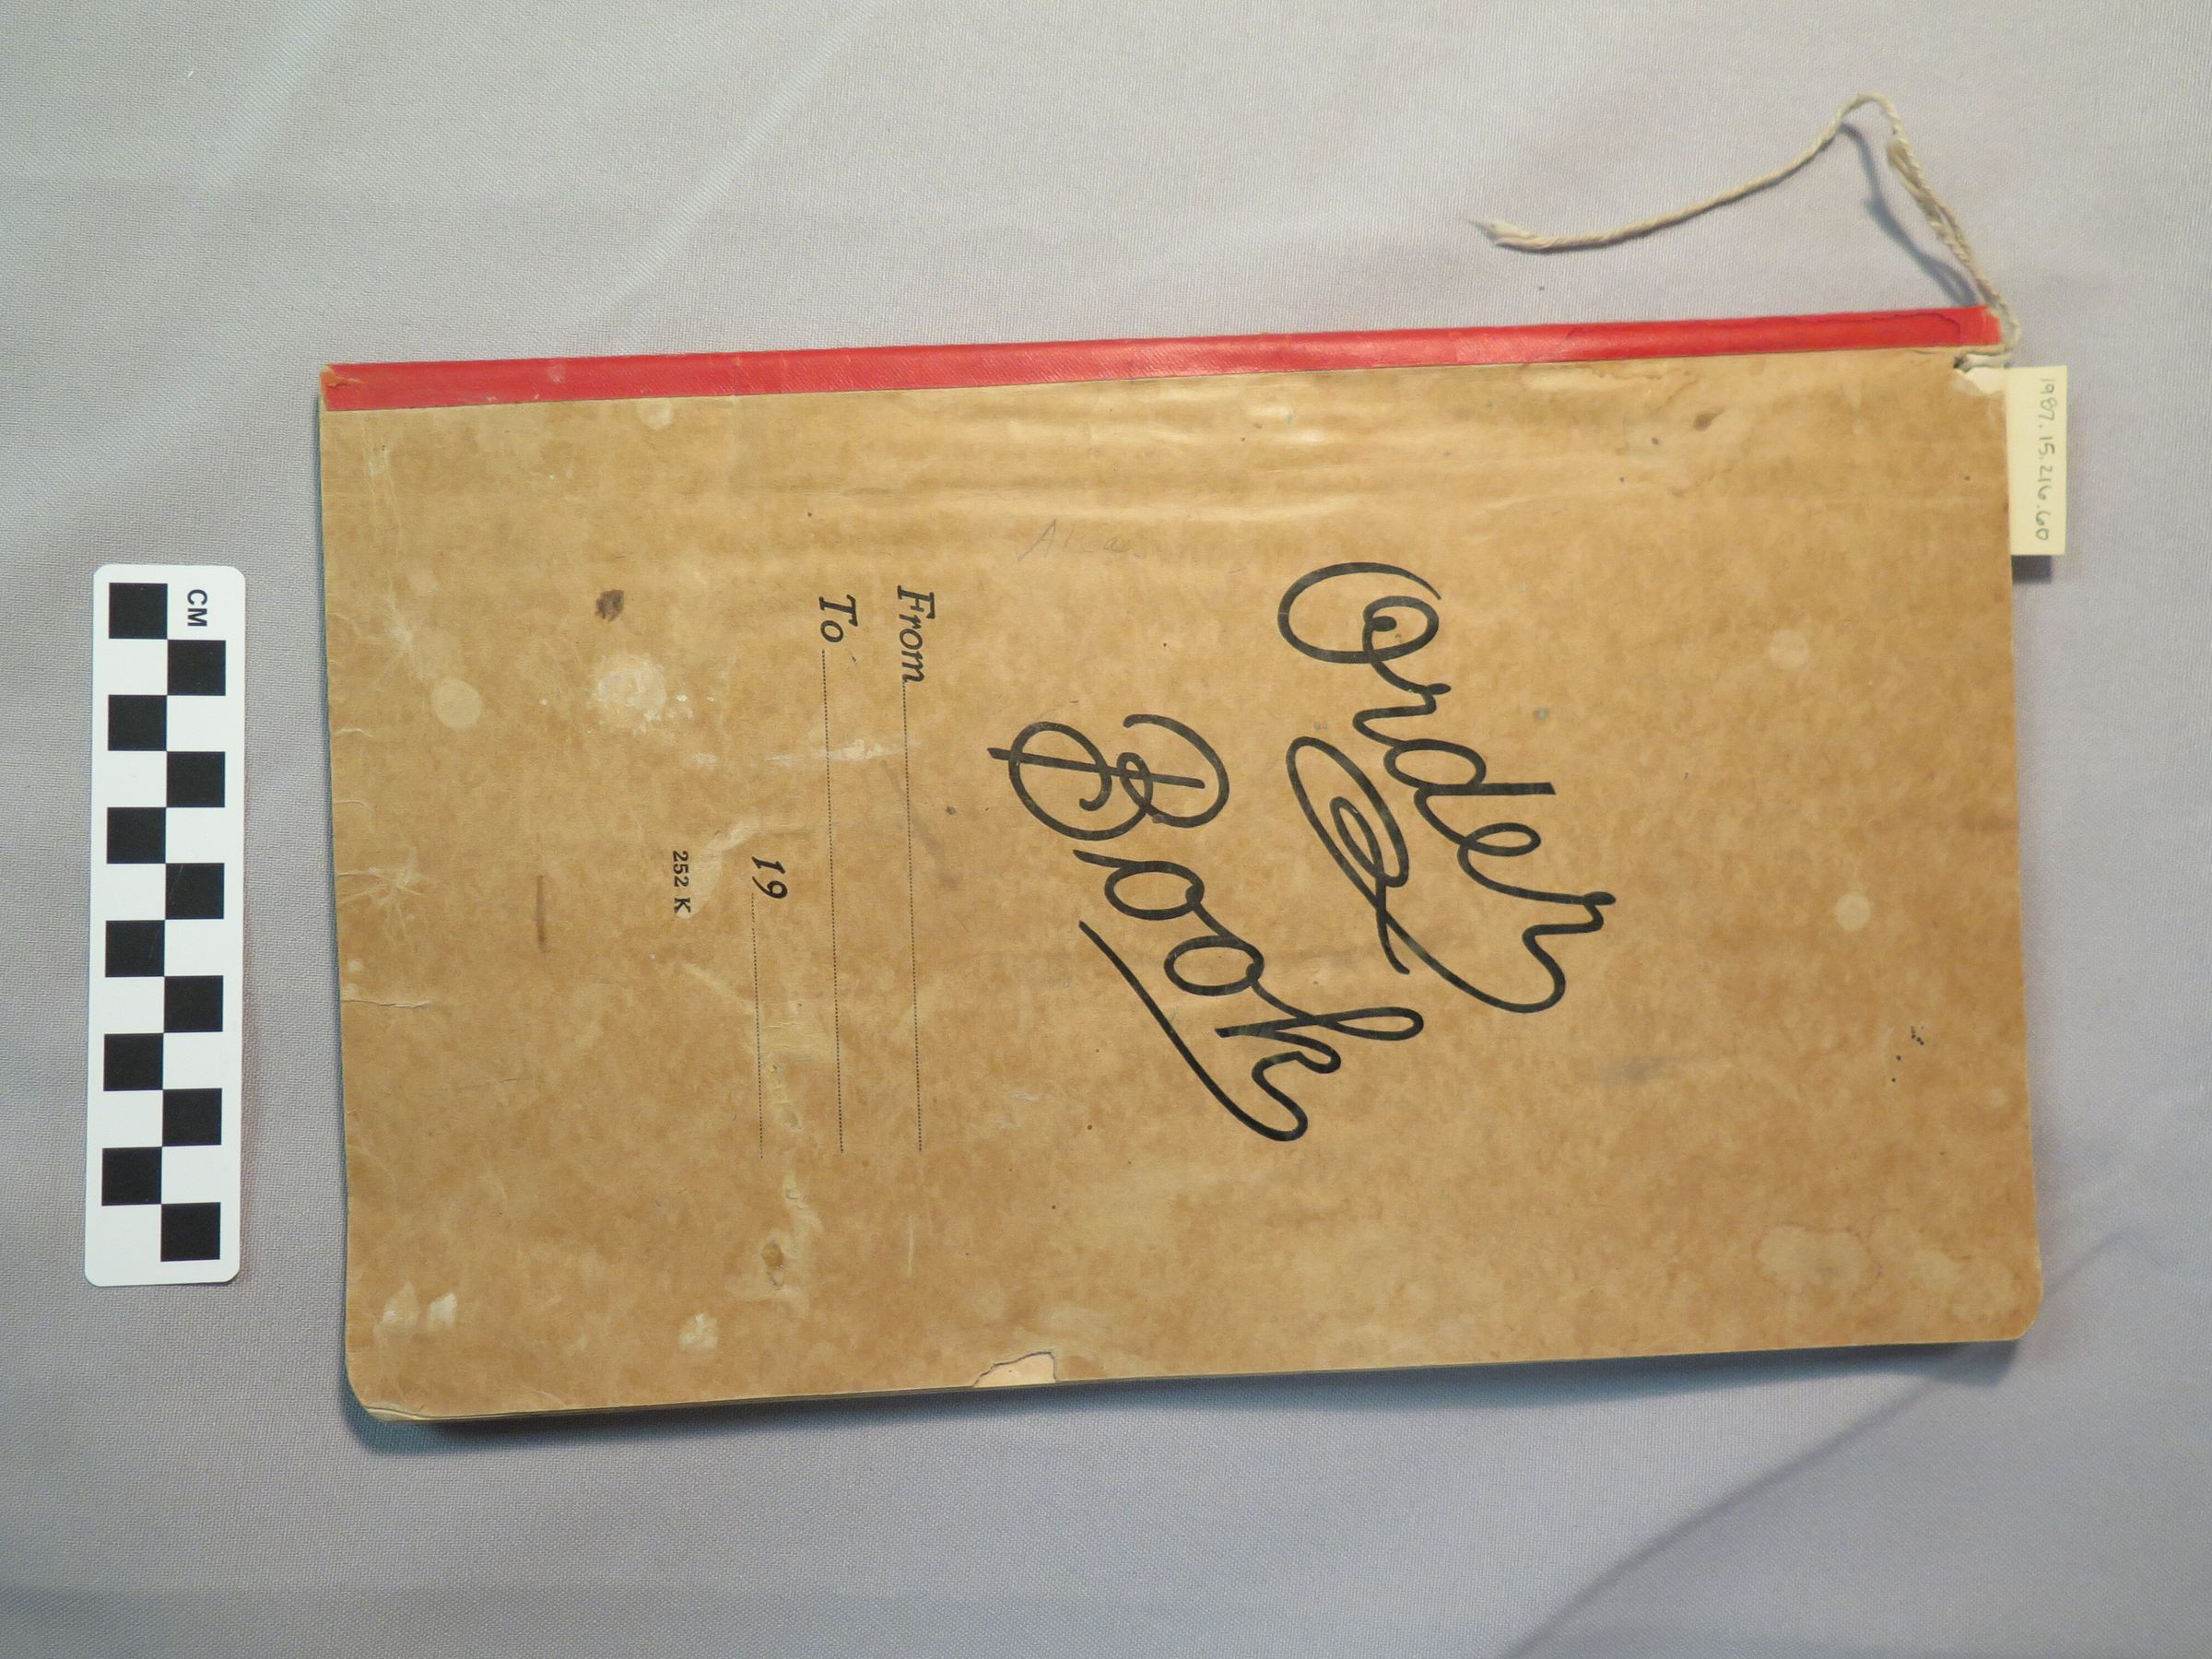 1987.15.216.60
Order
Book
From
To
19
252 K
CM